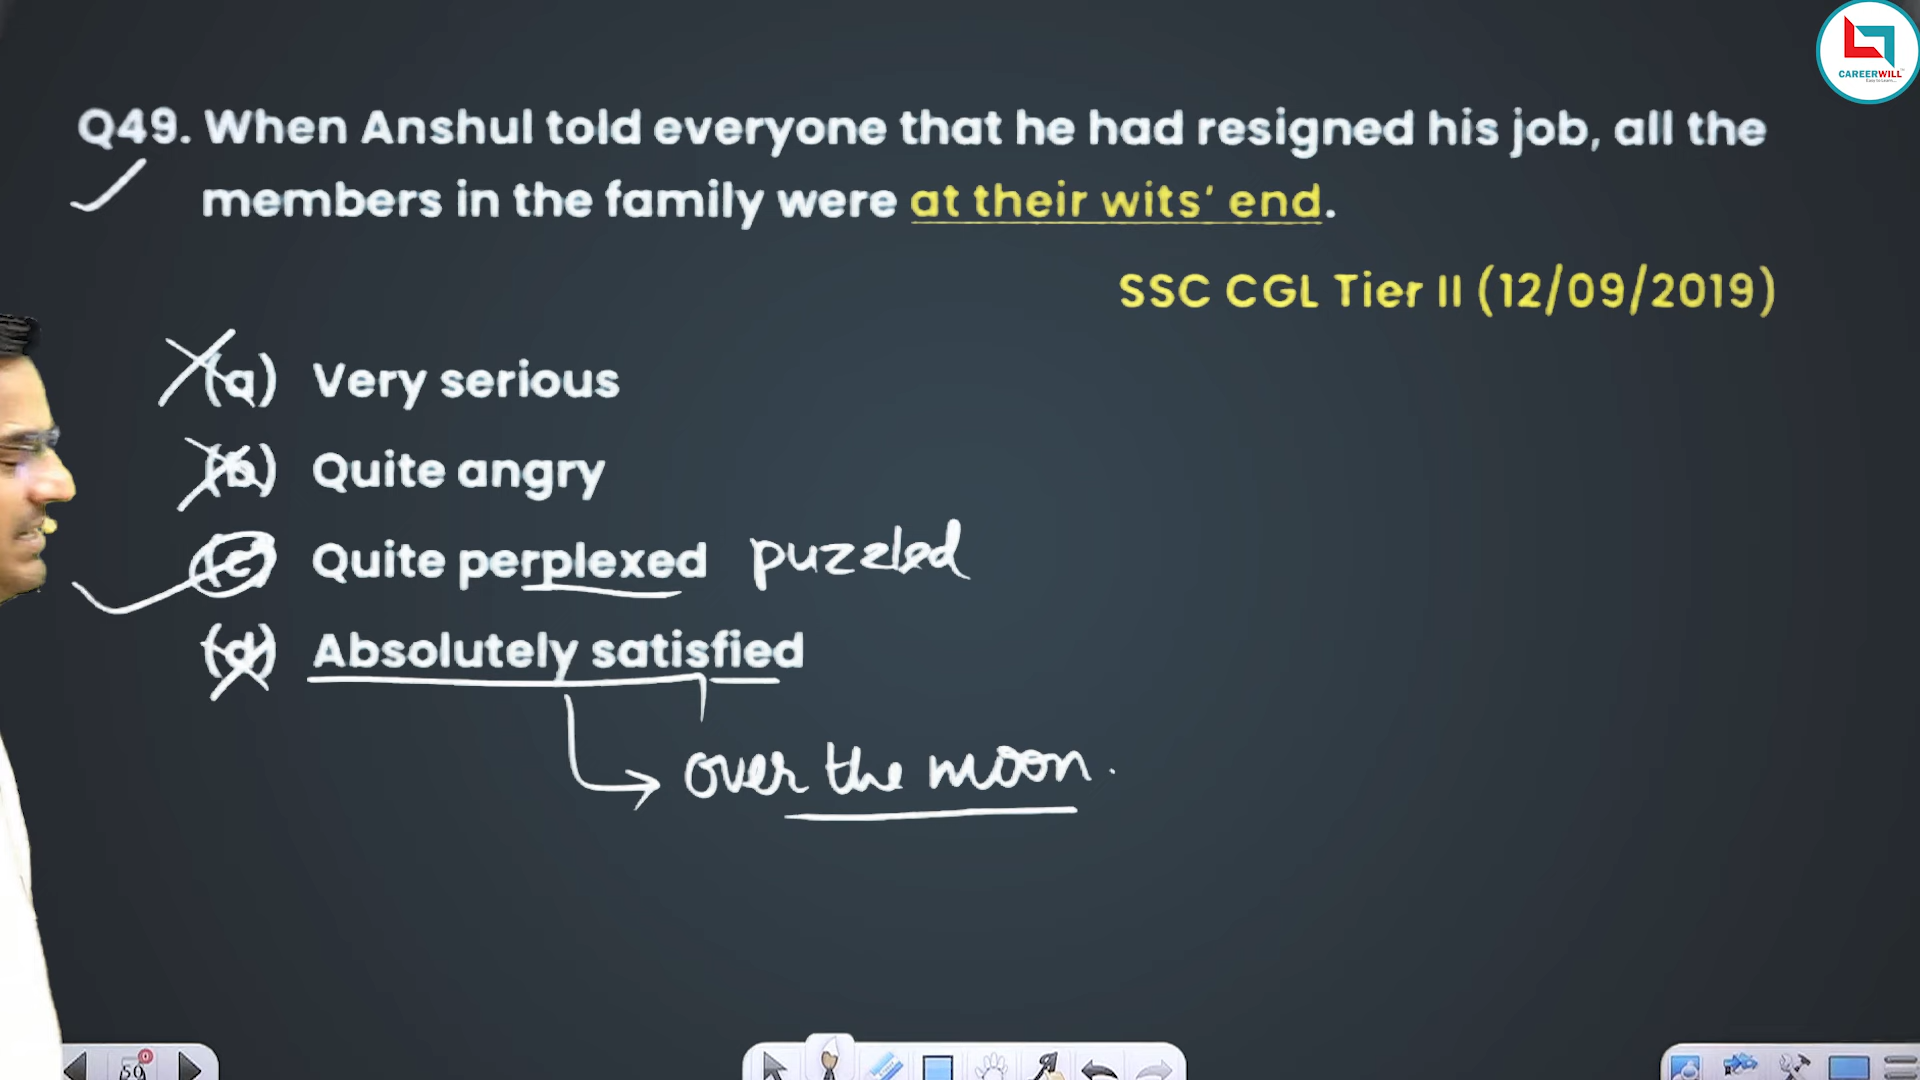 CAREERWILL
Q49. When Anshul told everyone that he had resigned his job, all the
members in the family were at their wits' end.
SSC CGL Tier II (12/09/2019)
(a) Very serious
(b) Quite angry
(c) Quite perplexed puzzled
(d) Absolutely satisfied
over the moon.
50